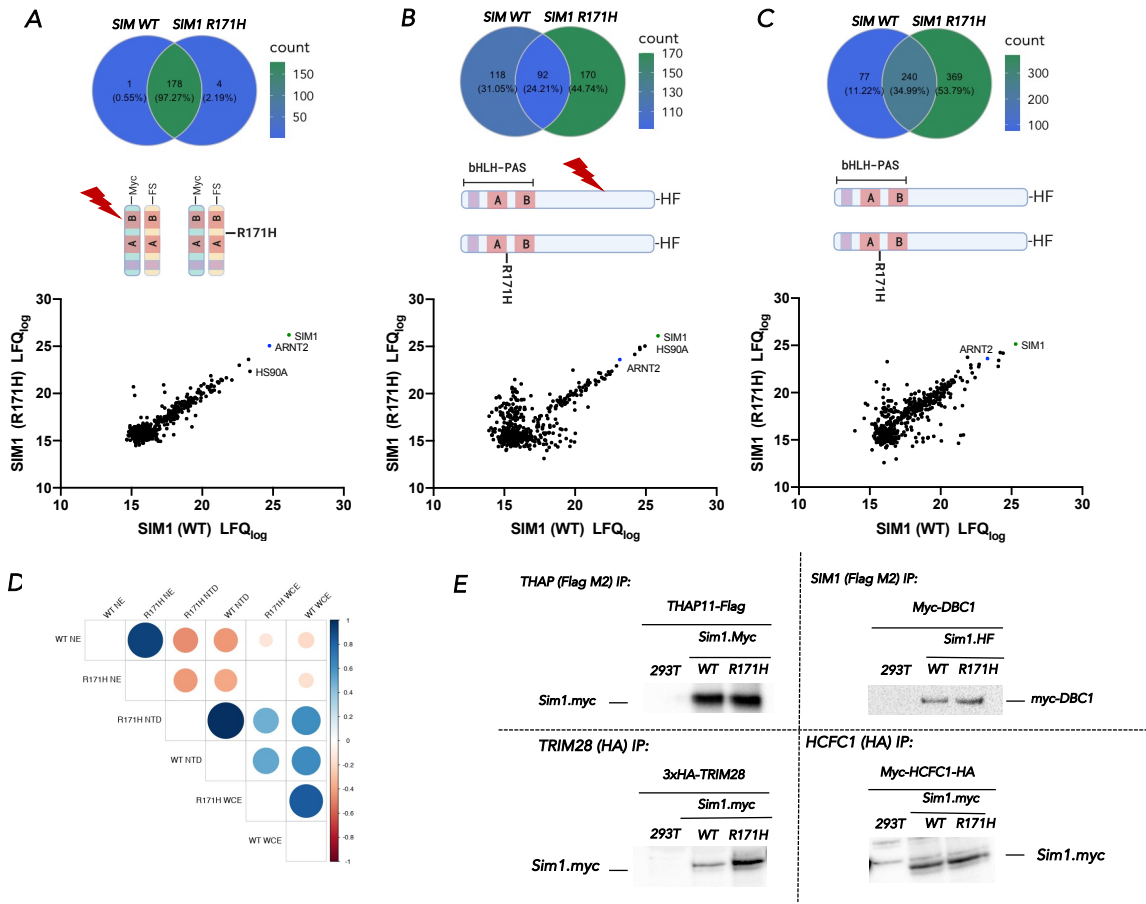 A
SIM WT SIM1 R171H
1
(0.55%)
178
(97.27%)
4
(2.19%)
count
150
100
50
Myc
FS
Myc
FS
B
B
B
B
A
A
A
A
R171H
30
25
20
15
10
10 15 20 25 30
SIM1
ARNT2
HS90A
SIM1 (R171H) LFQlog
SIM1 (WT) LFQlog
B
SIM WT SIM1 R171H
118
(31.05%)
92
(24.21%)
170
(44.74%)
count
170
150
130
110
bHLH-PAS
A B -HF
A B -HF
R171H
30
25
20
15
10
10 15 20 25 30
SIM1
HS90A
ARNT2
SIM1 (R171H) LFQlog
SIM1 (WT) LFQlog
C
SIM WT SIM1 R171H
77
(11.22%)
240
(34.99%)
369
(53.79%)
count
300
200
100
bHLH-PAS
A B -HF
A B -HF
R171H
30
25
20
15
10
10 15 20 25 30
ARNT2
SIM1
SIM1 (R171H) LFQlog
SIM1 (WT) LFQlog
D
WT NE
R171H NE
R171H NTD
WT NTD
R171H WCE
WT WCE
WT NE
R171H NE
R171H NTD
WT NTD
R171H WCE
WT WCE
1
0.8
0.6
0.4
0.2
0
-0.2
-0.4
-0.6
-0.8
-1
E
THAP (Flag M2) IP:
THAP11-Flag
Sim1.Myc
293T WT R171H
Sim1.myc
SIM1 (Flag M2) IP:
Myc-DBC1
Sim1.HF
293T WT R171H
myc-DBC1
TRIM28 (HA) IP:
3xHA-TRIM28
Sim1.myc
293T WT R171H
Sim1.myc
HCFC1 (HA) IP:
Myc-HCFC1-HA
Sim1.myc
293T WT R171H
Sim1.myc